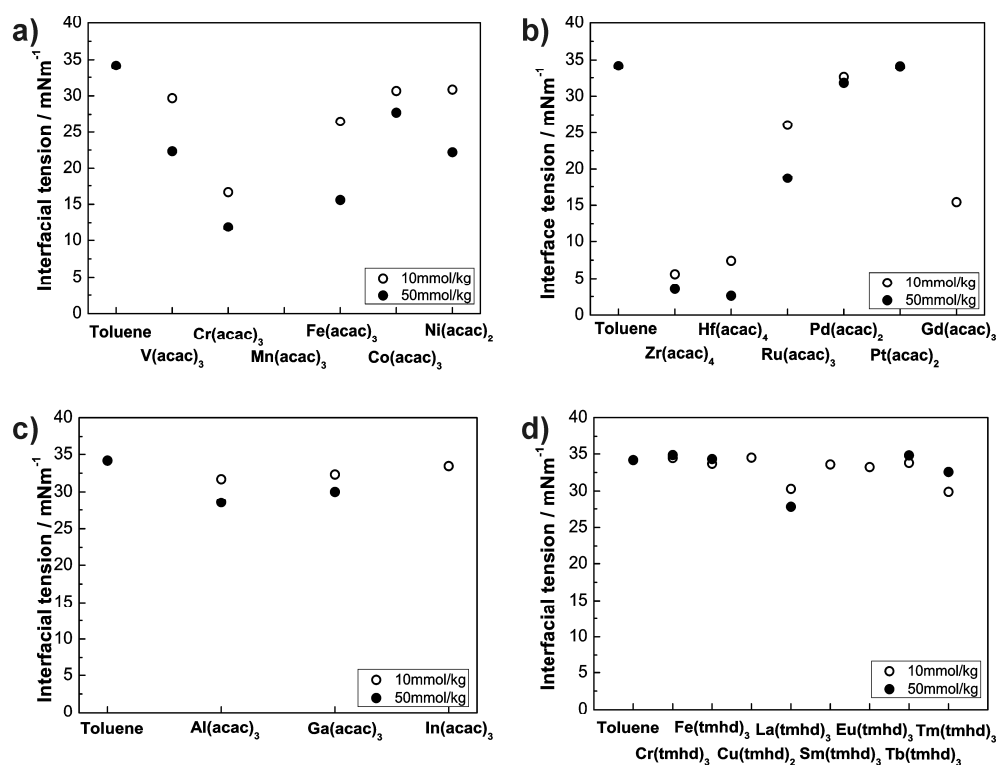 a)
Interfacial tension / mNm⁻¹
40
35
30
25
20
15
10
5
0
10mmol/kg
50mmol/kg
Toluene
Cr(acac)₃
Fe(acac)₃
Ni(acac)₂
V(acac)₃
Mn(acac)₃
Co(acac)₃
b)
Interface tension / mNm⁻¹
40
35
30
25
20
15
10
5
0
10mmol/kg
50mmol/kg
Toluene
Hf(acac)₄
Pd(acac)₂
Gd(acac)₃
Zr(acac)₄
Ru(acac)₃
Pt(acac)₂
c)
Interfacial tension / mNm⁻¹
40
35
30
25
20
15
10
5
0
10mmol/kg
50mmol/kg
Toluene
Al(acac)₃
Ga(acac)₃
In(acac)₃
d)
Interfacial tension / mNm⁻¹
40
35
30
25
20
15
10
5
0
10mmol/kg
50mmol/kg
Toluene
Fe(tmhd)₃
La(tmhd)₃
Eu(tmhd)₃
Tm(tmhd)₃
Cr(tmhd)₃
Cu(tmhd)₂
Sm(tmhd)₃
Tb(tmhd)₃